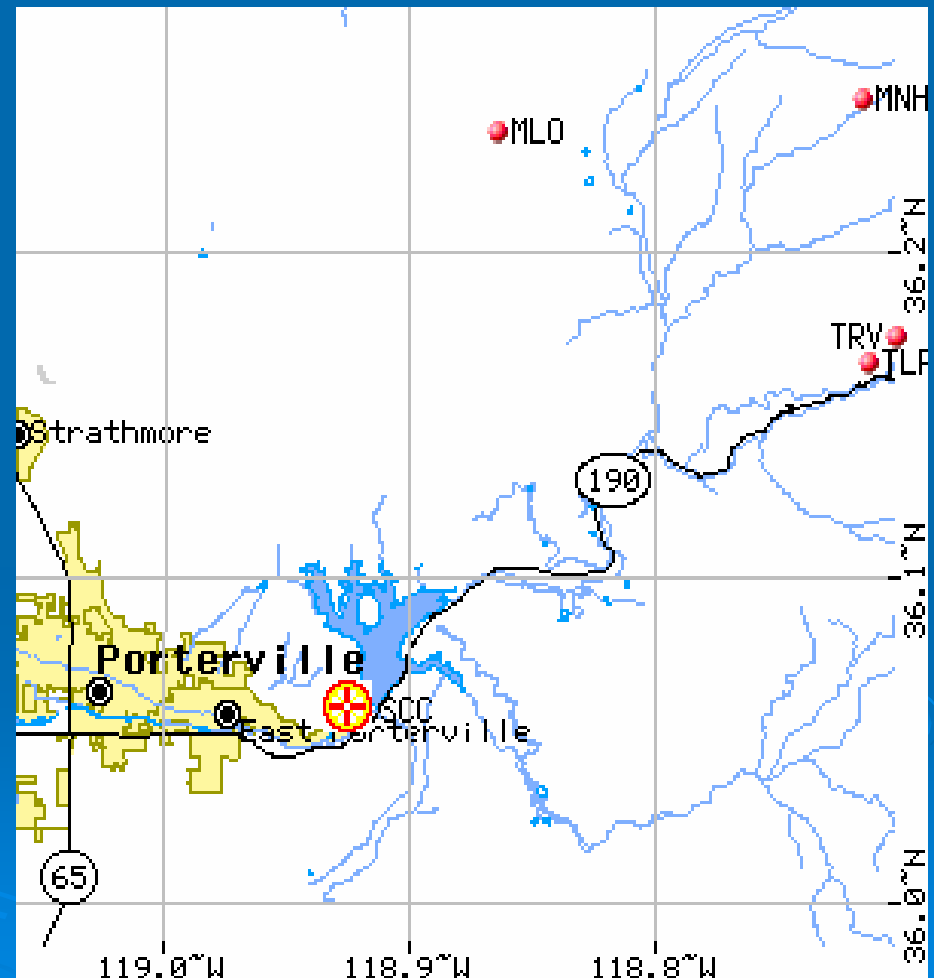 MNH
MLO
36.2~N
TRV
TLR
Strathmore
190
36.1~N
Porterville
SCC
East Porterville
65
36.0~N
119.0~W
118.9~W
118.8~W